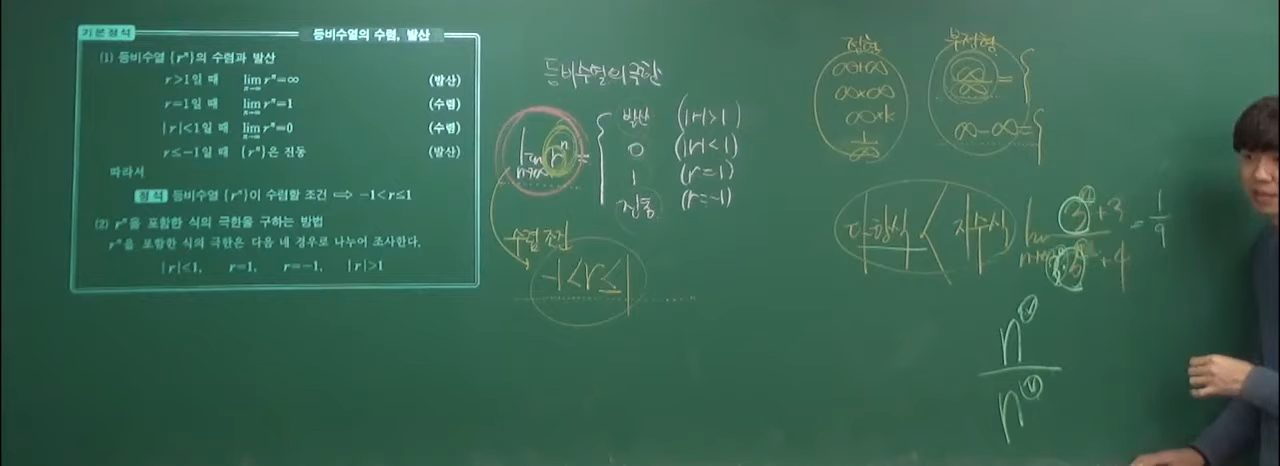 기본정석
등비수열의 수렴, 발산
(1) 등비수열 {rⁿ}의 수렴과 발산
r>1일 때 lim rⁿ=∞ (발산)
n→∞
r=1일 때 lim rⁿ=1 (수렴)
n→∞
|r|<1일 때 lim rⁿ=0 (수렴)
n→∞
r≤-1일 때 {rⁿ}은 진동 (발산)
따라서
정석 등비수열 {rⁿ}이 수렴할 조건 ⟹ -1<r≤1
(2) rⁿ을 포함한 식의 극한을 구하는 방법
rⁿ을 포함한 식의 극한은 다음 네 경우로 나누어 조사한다.
|r|<1, r=1, r=-1, |r|>1
등비수열의 극한
lim rⁿ = {
n→∞
발산 (|r|>1)
0 (|r|<1)
1 (r=1)
진동 (r=-1)
수렴 조건
-1<r≤1
∞+∞
∞×∞
∞×k
1/∞
부정형
∞/∞ = {
∞-∞ = {
다항식 < 지수식
lim
n→∞
+3
+4
= 1/9
n
n